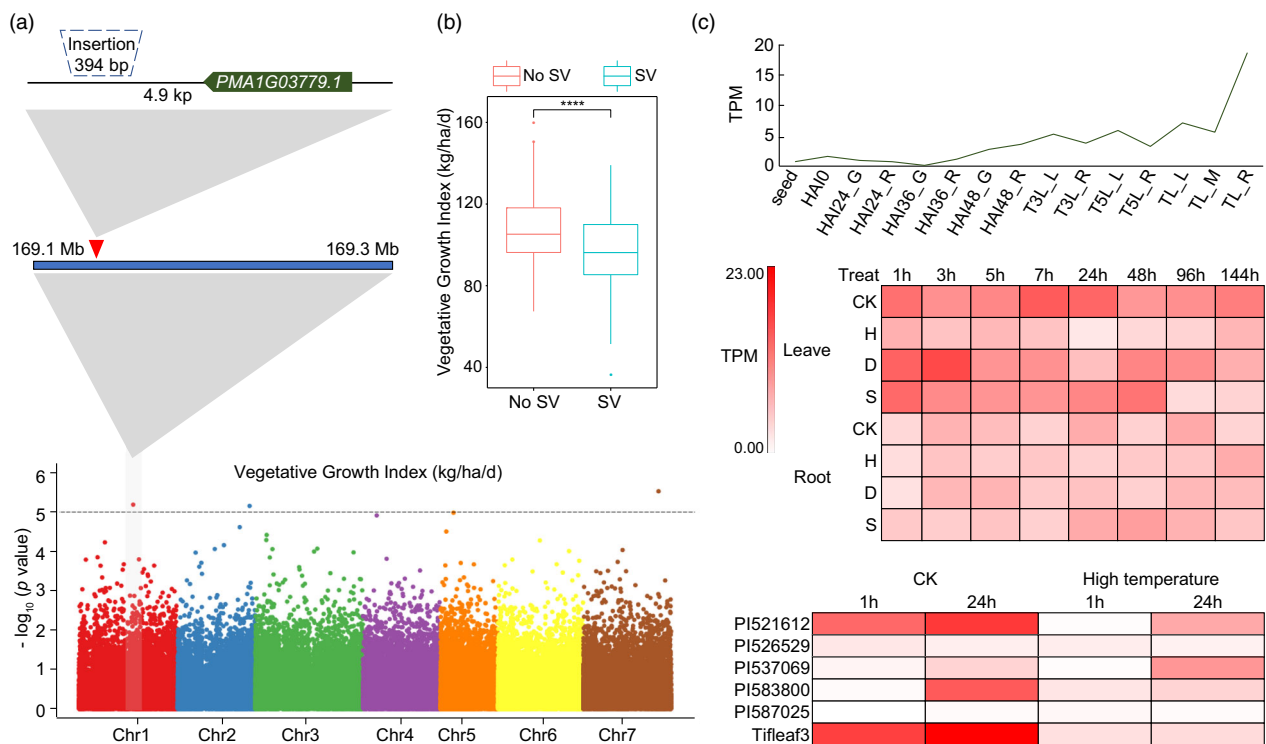 (a)
Insertion
394 bp
PMA1G03779.1
4.9 kp
169.1 Mb
169.3 Mb
Vegetative Growth Index (kg/ha/d)
- log10 (p value)
6
5
4
3
2
1
0
Chr1 Chr2 Chr3 Chr4 Chr5 Chr6 Chr7
(b)
No SV SV
****
Vegetative Growth Index (kg/ha/d)
160
120
80
40
No SV SV
(c)
TPM
20
15
10
5
0
seed HAI0 HAI24_G HAI24_R HAI36_G HAI36_R HAI48_G HAI48_R T3L_L T3L_R T5L_L T5L_R TL_L TL_M TL_R
23.00
TPM
0.00
Treat 1h 3h 5h 7h 24h 48h 96h 144h
Leave
CK
H
D
S
Root
CK
H
D
S
CK High temperature
1h 24h 1h 24h
PI521612
PI526529
PI537069
PI583800
PI587025
Tifleaf3